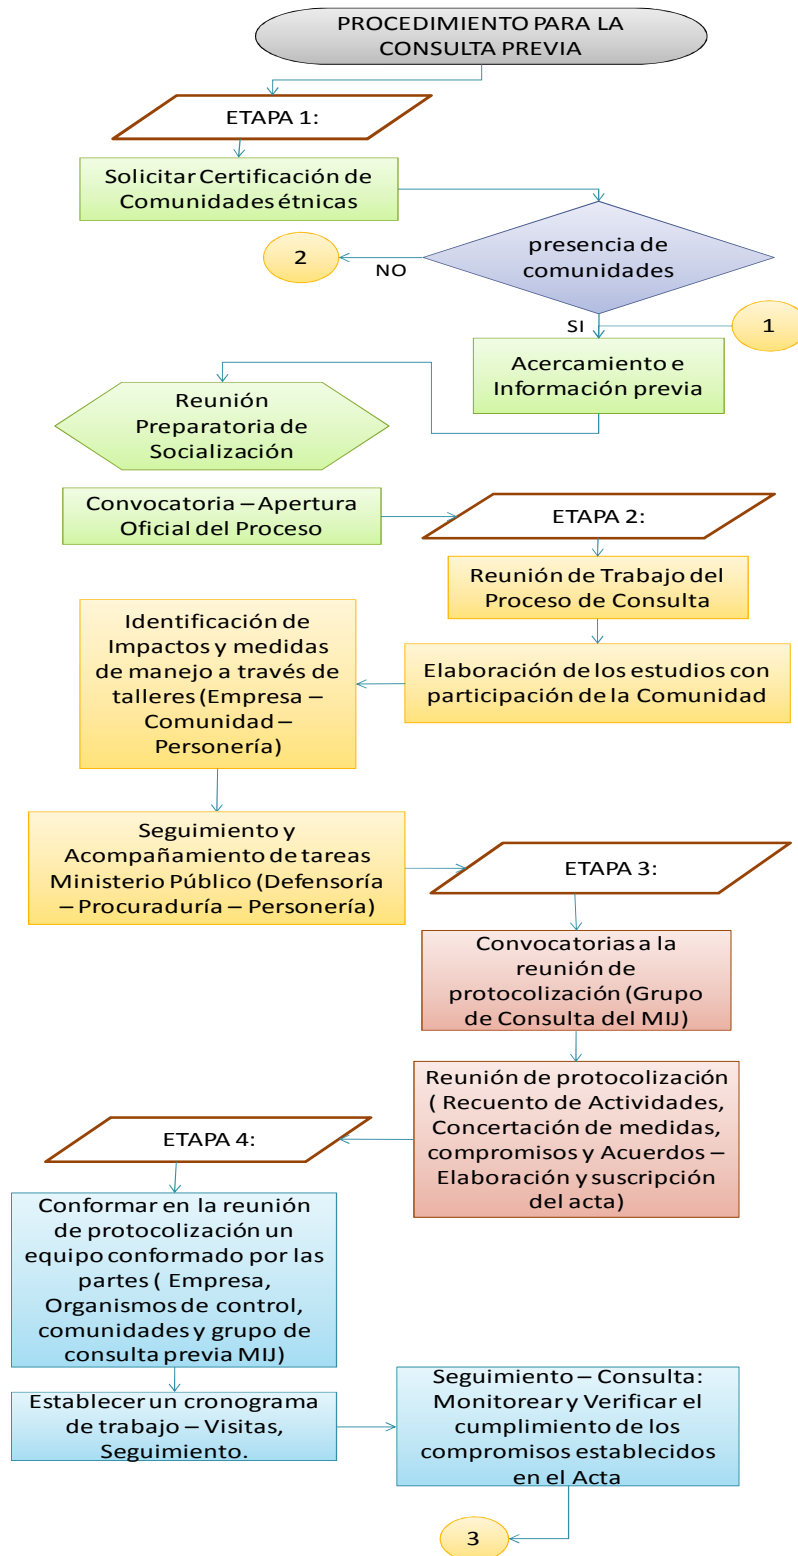 PROCEDIMIENTO PARA LA
CONSULTA PREVIA
ETAPA 1:
Solicitar Certificación de
Comunidades étnicas
presencia de
comunidades
2
NO
SI
1
Acercamiento e
Información previa
Reunión
Preparatoria de
Socialización
Convocatoria – Apertura
Oficial del Proceso
ETAPA 2:
Reunión de Trabajo del
Proceso de Consulta
Elaboración de los estudios con
participación de la Comunidad
Identificación de
Impactos y medidas
de manejo a través de
talleres (Empresa –
Comunidad –
Personería)
Seguimiento y
Acompañamiento de tareas
Ministerio Público (Defensoría
– Procuraduría – Personería)
ETAPA 3:
Convocatorias a la
reunión de
protocolización (Grupo
de Consulta del MIJ)
Reunión de protocolización
( Recuento de Actividades,
Concertación de medidas,
compromisos y Acuerdos –
Elaboración y suscripción
del acta)
ETAPA 4:
Conformar en la reunión
de protocolización un
equipo conformado por las
partes ( Empresa,
Organismos de control,
comunidades y grupo de
consulta previa MIJ)
Establecer un cronograma
de trabajo – Visitas,
Seguimiento.
Seguimiento – Consulta:
Monitorear y Verificar el
cumplimiento de los
compromisos establecidos
en el Acta
3